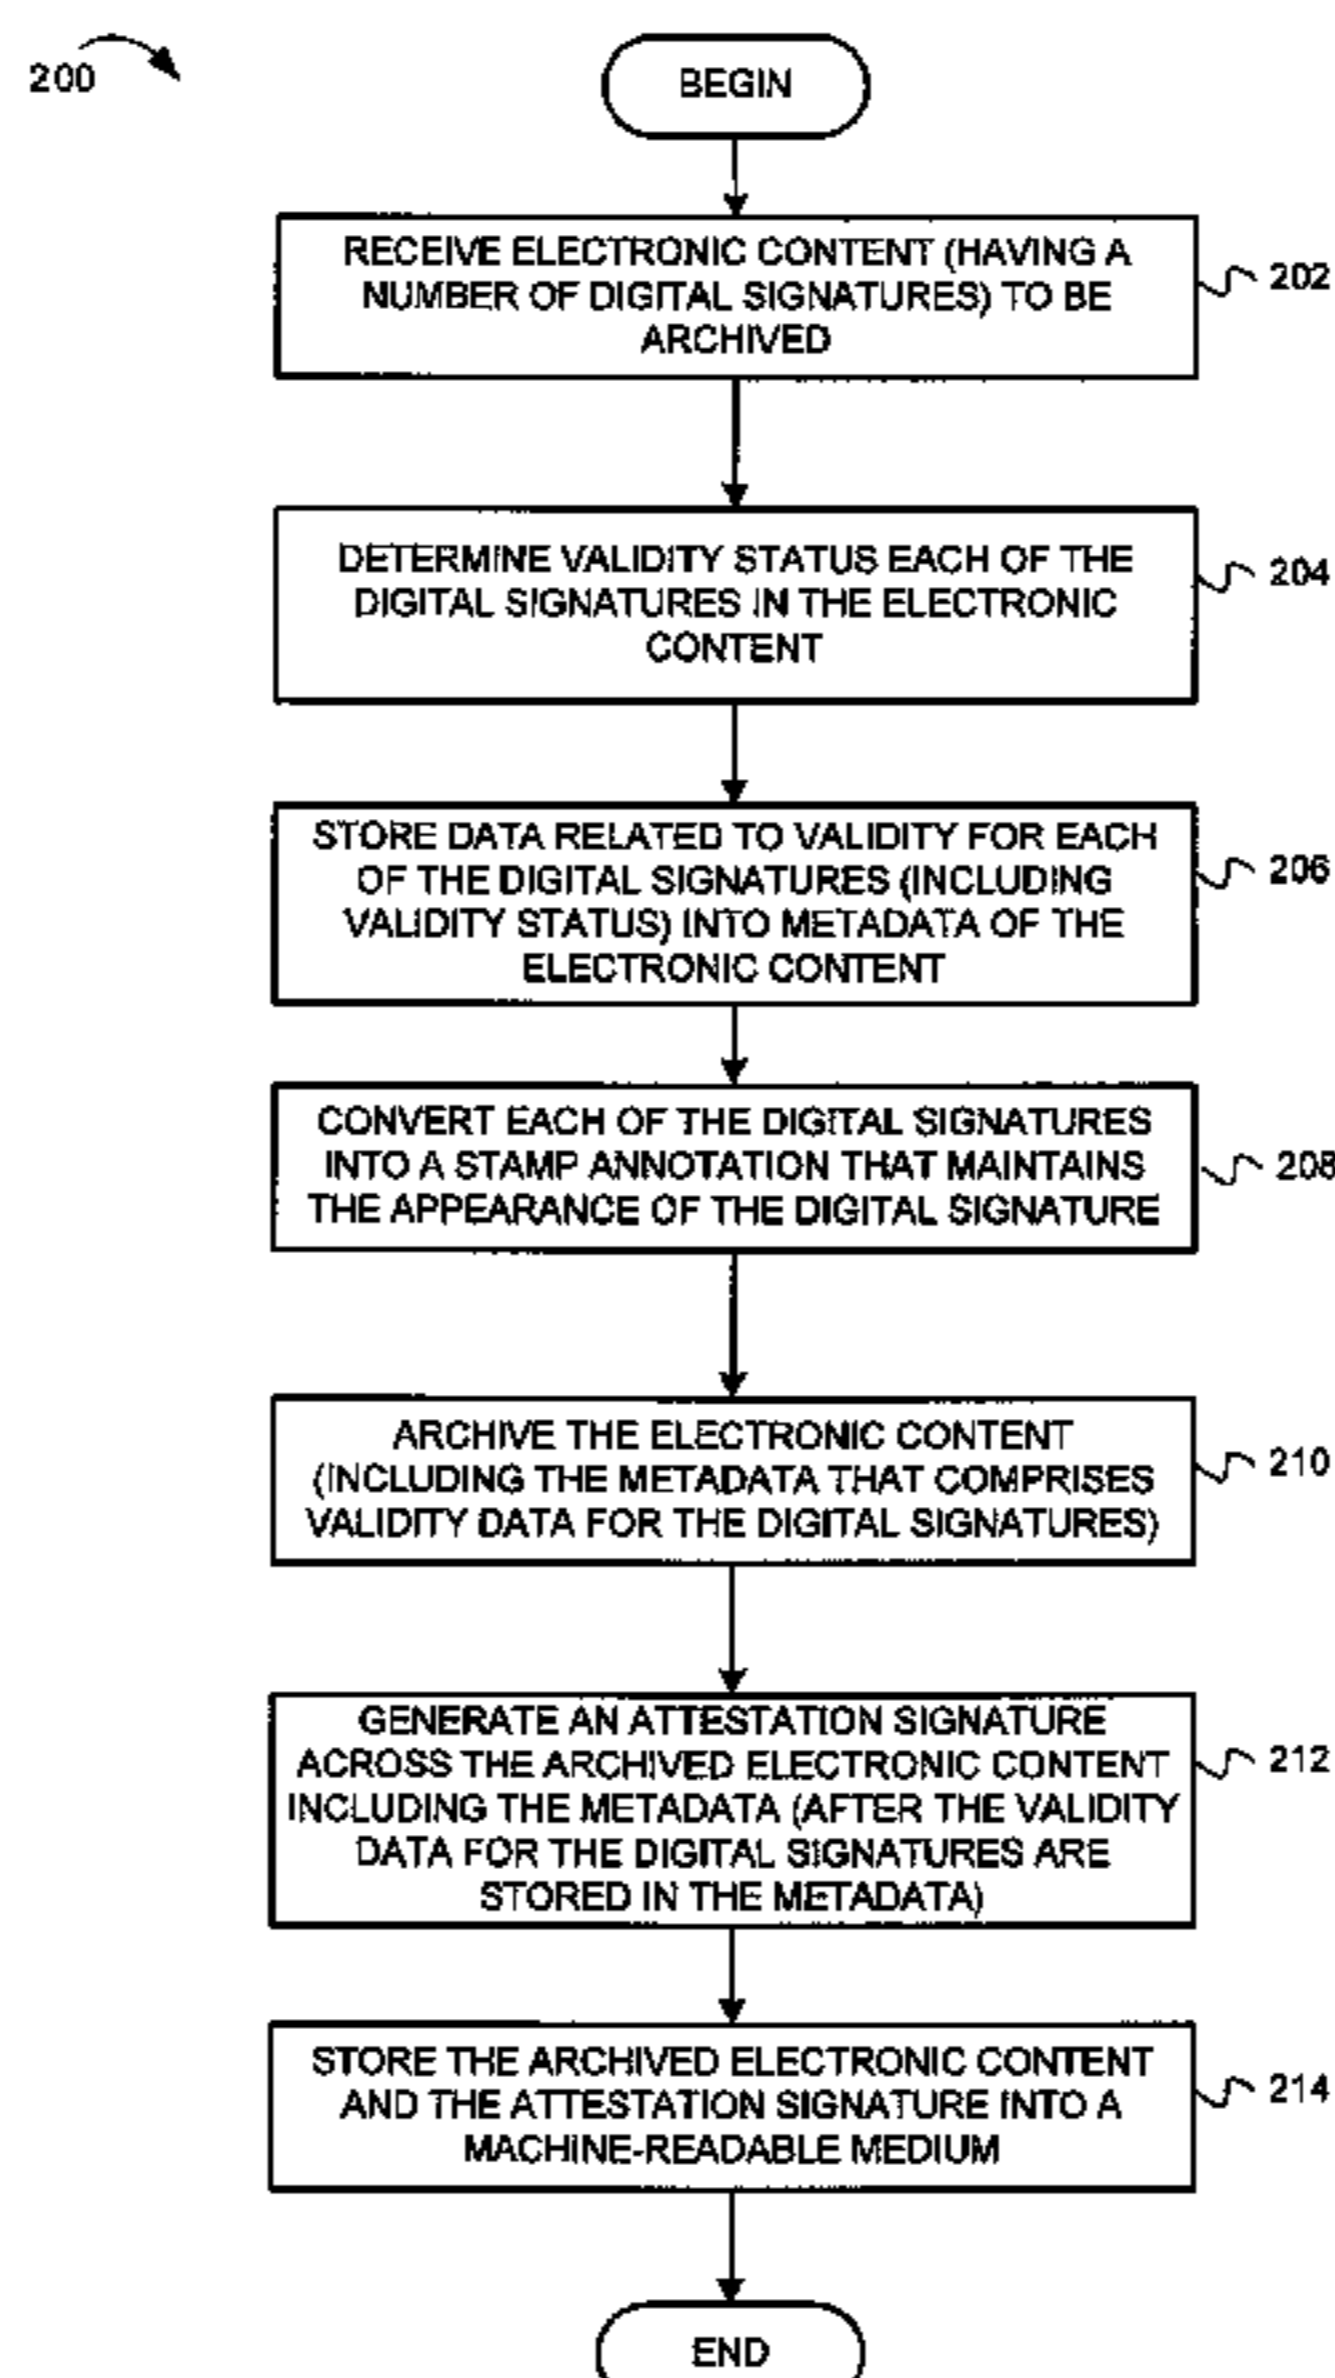 200
BEGIN
RECEIVE ELECTRONIC CONTENT (HAVING A
NUMBER OF DIGITAL SIGNATURES) TO BE
ARCHIVED
202
DETERMINE VALIDITY STATUS EACH OF THE
DIGITAL SIGNATURES IN THE ELECTRONIC
CONTENT
204
STORE DATA RELATED TO VALIDITY FOR EACH
OF THE DIGITAL SIGNATURES (INCLUDING
VALIDITY STATUS) INTO METADATA OF THE
ELECTRONIC CONTENT
206
CONVERT EACH OF THE DIGITAL SIGNATURES
INTO A STAMP ANNOTATION THAT MAINTAINS
THE APPEARANCE OF THE DIGITAL SIGNATURE
208
ARCHIVE THE ELECTRONIC CONTENT
(INCLUDING THE METADATA THAT COMPRISES
VALIDITY DATA FOR THE DIGITAL SIGNATURES)
210
GENERATE AN ATTESTATION SIGNATURE
ACROSS THE ARCHIVED ELECTRONIC CONTENT
INCLUDING THE METADATA (AFTER THE VALIDITY
DATA FOR THE DIGITAL SIGNATURES ARE
STORED IN THE METADATA)
212
STORE THE ARCHIVED ELECTRONIC CONTENT
AND THE ATTESTATION SIGNATURE INTO A
MACHINE-READABLE MEDIUM
214
END